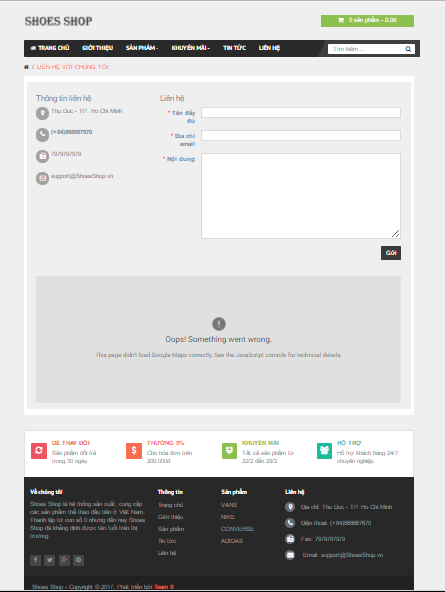 SHOES SHOP
0 sản phẩm - 0.0đ
TRANG CHỦ GIỚI THIỆU SẢN PHẨM KHUYẾN MÃI TIN TỨC LIÊN HỆ
Tìm kiếm...
/ LIÊN HỆ VỚI CHÚNG TÔI
Thông tin liên hệ
Thu Duc - TP. Ho Chi Minh
(+84)868667670
7979797979
support@ShoesShop.vn
Liên hệ
* Tên đầy đủ
* Địa chỉ email
* Nội dung
Gửi
Oops! Something went wrong.
This page didn't load Google Maps correctly. See the JavaScript console for technical details.
DỄ THAY ĐỔI
Sản phẩm đổi trả
trong 30 ngày.
THƯỞNG 5%
Cho hóa đơn trên
200.000đ
KHUYẾN MÃI
Tất cả sản phẩm từ
22/2 đến 29/2
HỖ TRỢ
Hỗ trợ khách hàng 24/7
chuyên nghiệp.
Về chúng tôi
Shoes Shop là hệ thống sản xuất, cung cấp
các sản phẩm thể thao đầu tiên ở Việt Nam.
Thành lập từ con số 0 nhưng đến nay Shoes
Shop đã khẳng định được tên tuổi trên thị
trường.
Thông tin
Trang chủ
Giới thiệu
Sản phẩm
Tin tức
Liên hệ
Sản phẩm
VANS
NIKE
CONVERSE
ADIDAS
Liên hệ
Địa chỉ: Thu Duc - TP. Ho Chi Minh
Điện thoại: (+84)868667670
Fax: 7979797979
Email: support@ShoesShop.vn
Shoes Shop - Copyright © 2017. Phát triển bởi Team 9